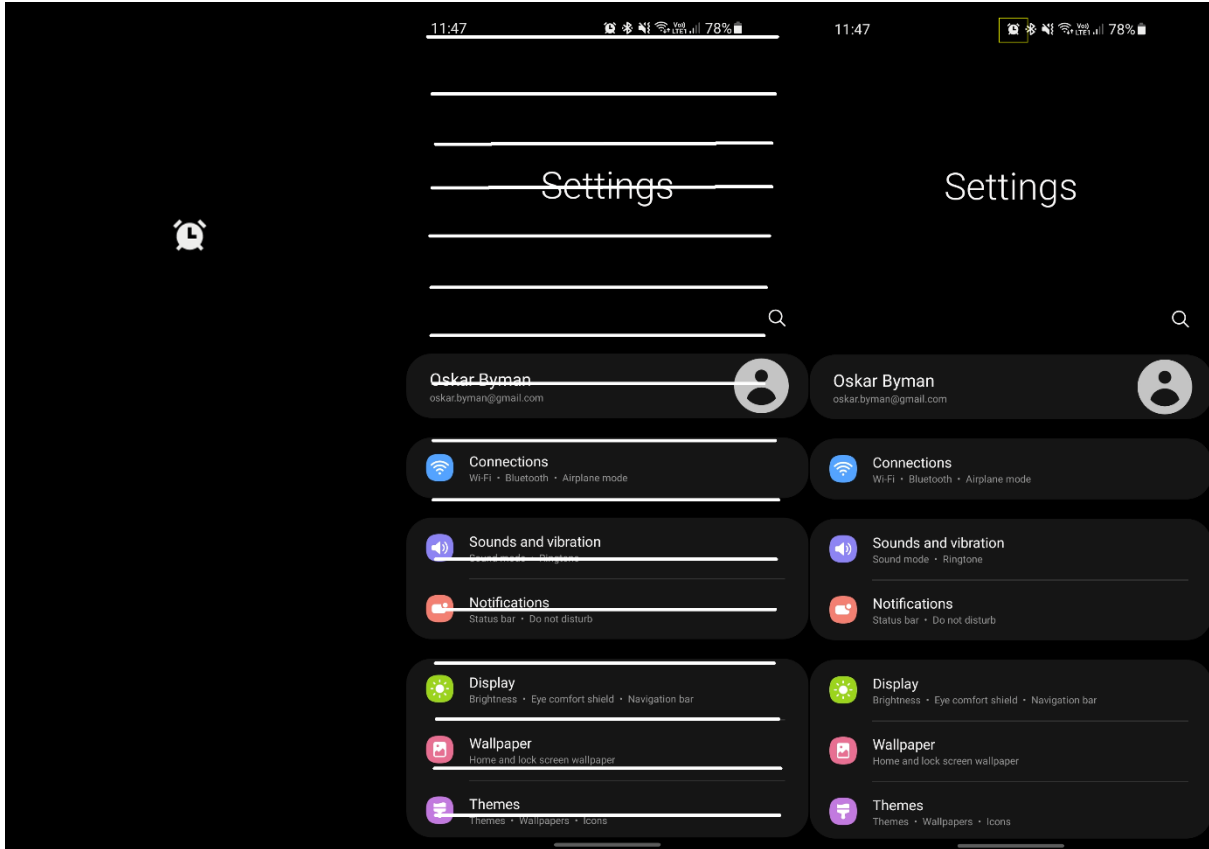 11:47 Vo)) LTE1 78%
Settings
Oskar Byman
oskar.byman@gmail.com
Connections
Wi-Fi • Bluetooth • Airplane mode
Sounds and vibration
Sound mode • Ringtone
Notifications
Status bar • Do not disturb
Display
Brightness • Eye comfort shield • Navigation bar
Wallpaper
Home and lock screen wallpaper
Themes
Themes • Wallpapers • Icons
11:47 Vo)) LTE1 78%
Settings
Oskar Byman
oskar.byman@gmail.com
Connections
Wi-Fi • Bluetooth • Airplane mode
Sounds and vibration
Sound mode • Ringtone
Notifications
Status bar • Do not disturb
Display
Brightness • Eye comfort shield • Navigation bar
Wallpaper
Home and lock screen wallpaper
Themes
Themes • Wallpapers • Icons